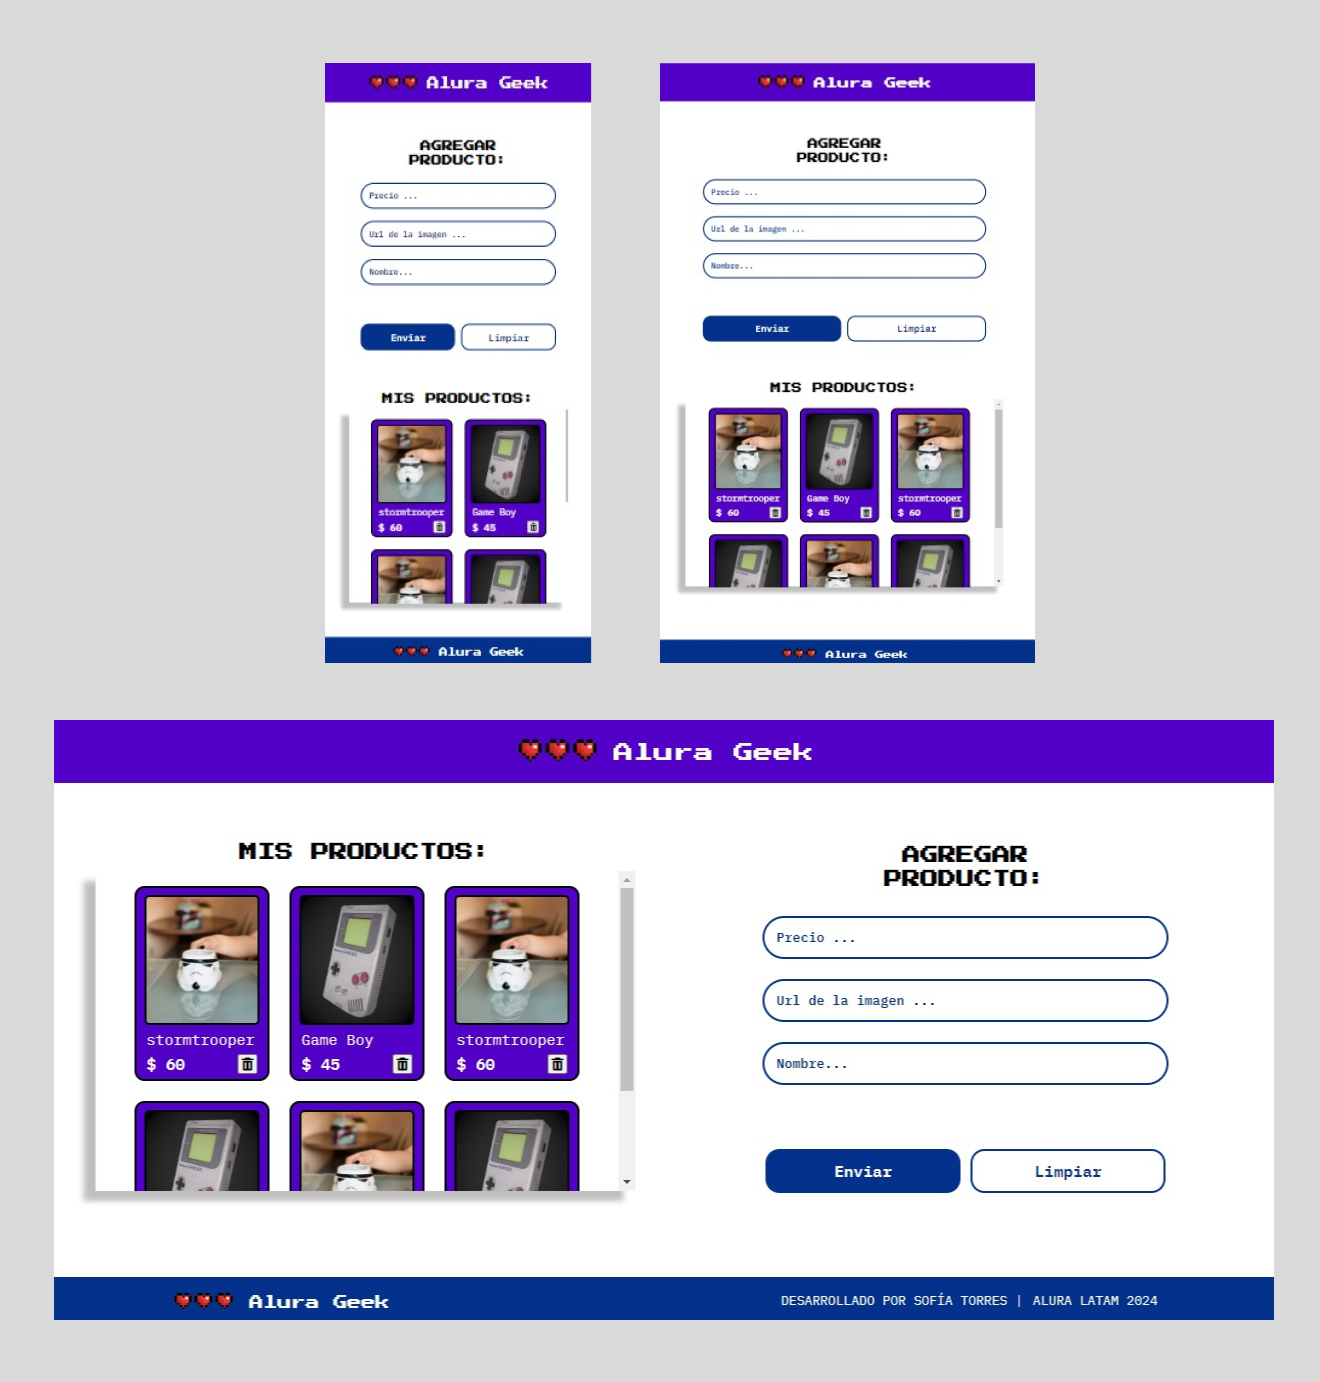 Alura Geek
AGREGAR
PRODUCTO:
Precio ...
Url de la imagen ...
Nombre...
Enviar Limpiar
MIS PRODUCTOS:
stormtrooper Game Boy
$ 60 $ 45
Alura Geek
Alura Geek
AGREGAR
PRODUCTO:
Precio ...
Url de la imagen ...
Nombre...
Enviar Limpiar
MIS PRODUCTOS:
stormtrooper Game Boy stormtrooper
$ 60 $ 45 $ 60
Alura Geek
Alura Geek
MIS PRODUCTOS:
stormtrooper Game Boy stormtrooper
$ 60 $ 45 $ 60
AGREGAR
PRODUCTO:
Precio ...
Url de la imagen ...
Nombre...
Enviar Limpiar
Alura Geek
DESARROLLADO POR SOFÍA TORRES | ALURA LATAM 2024